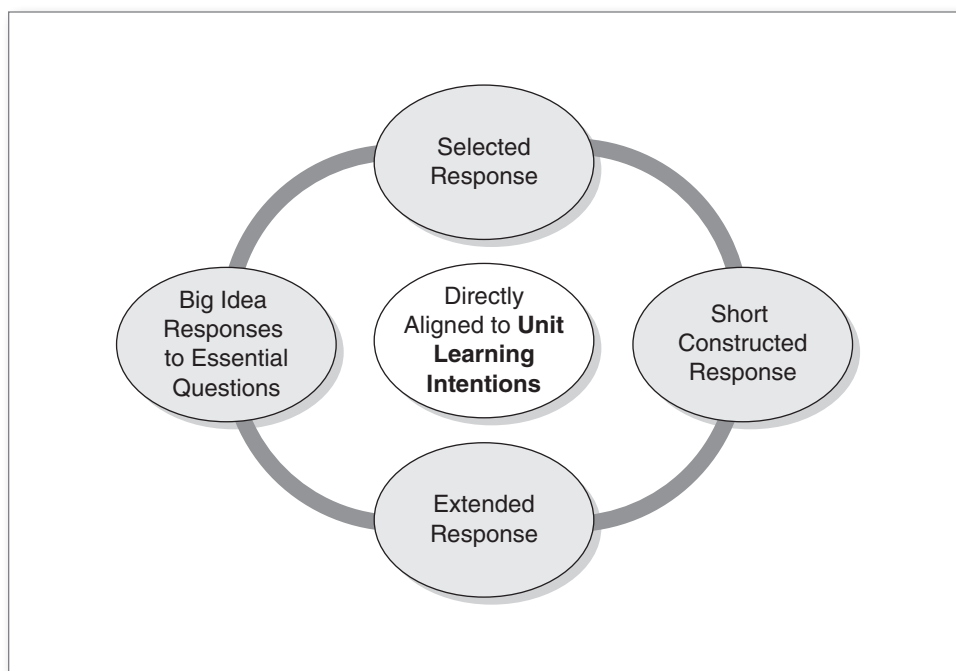 Selected
Response
Big Idea
Responses
to Essential
Questions
Directly
Aligned to Unit
Learning
Intentions
Short
Constructed
Response
Extended
Response